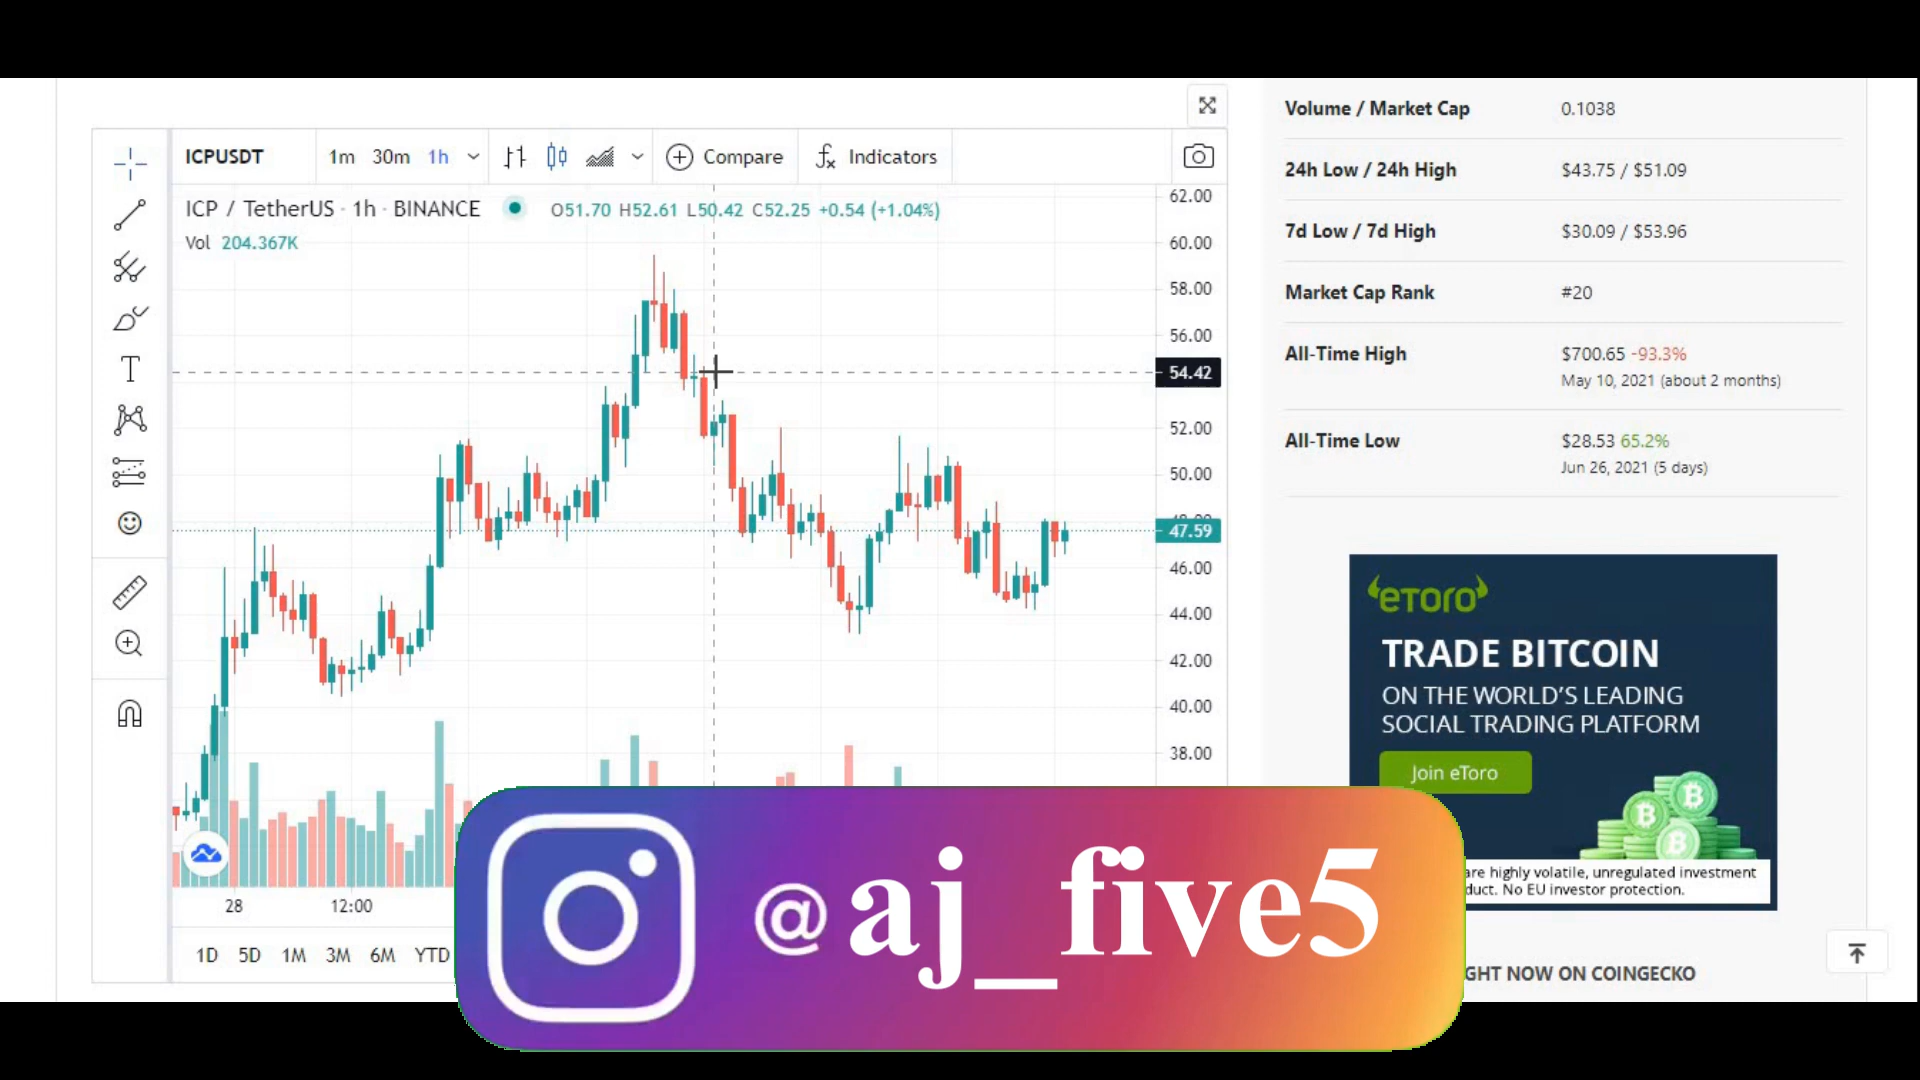 ICPUSDT
1m 30m 1h
Compare
Indicators
ICP / TetherUS · 1h · BINANCE
O51.70 H52.61 L50.42 C52.25 +0.54 (+1.04%)
Vol 204.367K
62.00
60.00
58.00
56.00
54.42
52.00
50.00
47.59
46.00
44.00
42.00
40.00
38.00
28
12:00
1D 5D 1M 3M 6M YTD
Volume / Market Cap 0.1038
24h Low / 24h High $43.75 / $51.09
7d Low / 7d High $30.09 / $53.96
Market Cap Rank #20
All-Time High $700.65 -93.3%
May 10, 2021 (about 2 months)
All-Time Low $28.53 65.2%
Jun 26, 2021 (5 days)
eToro
TRADE BITCOIN
ON THE WORLD'S LEADING
SOCIAL TRADING PLATFORM
Join eToro
are highly volatile, unregulated investment
duct. No EU investor protection.
GHT NOW ON COINGECKO
@aj_five5